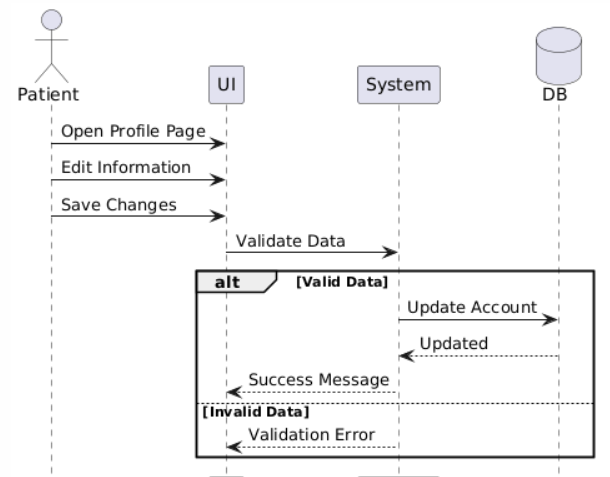 Patient
UI
System
DB
Open Profile Page
Edit Information
Save Changes
Validate Data
alt [Valid Data]
Update Account
Updated
Success Message
[Invalid Data]
Validation Error